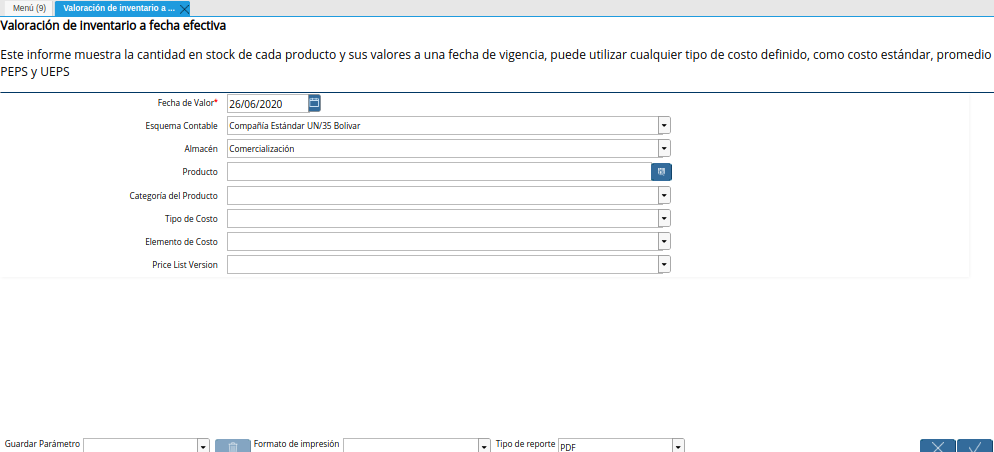 Menú (9)
Valoración de inventario a ...
Valoración de inventario a fecha efectiva
Este informe muestra la cantidad en stock de cada producto y sus valores a una fecha de vigencia, puede utilizar cualquier tipo de costo definido, como costo estándar, promedio
PEPS y UEPS
Fecha de Valor* 26/06/2020
Esquema Contable Compañía Estándar UN/35 Bolivar
Almacén Comercialización
Producto
Categoría del Producto
Tipo de Costo
Elemento de Costo
Price List Version
Guardar Parámetro
Formato de impresión
Tipo de reporte PDF